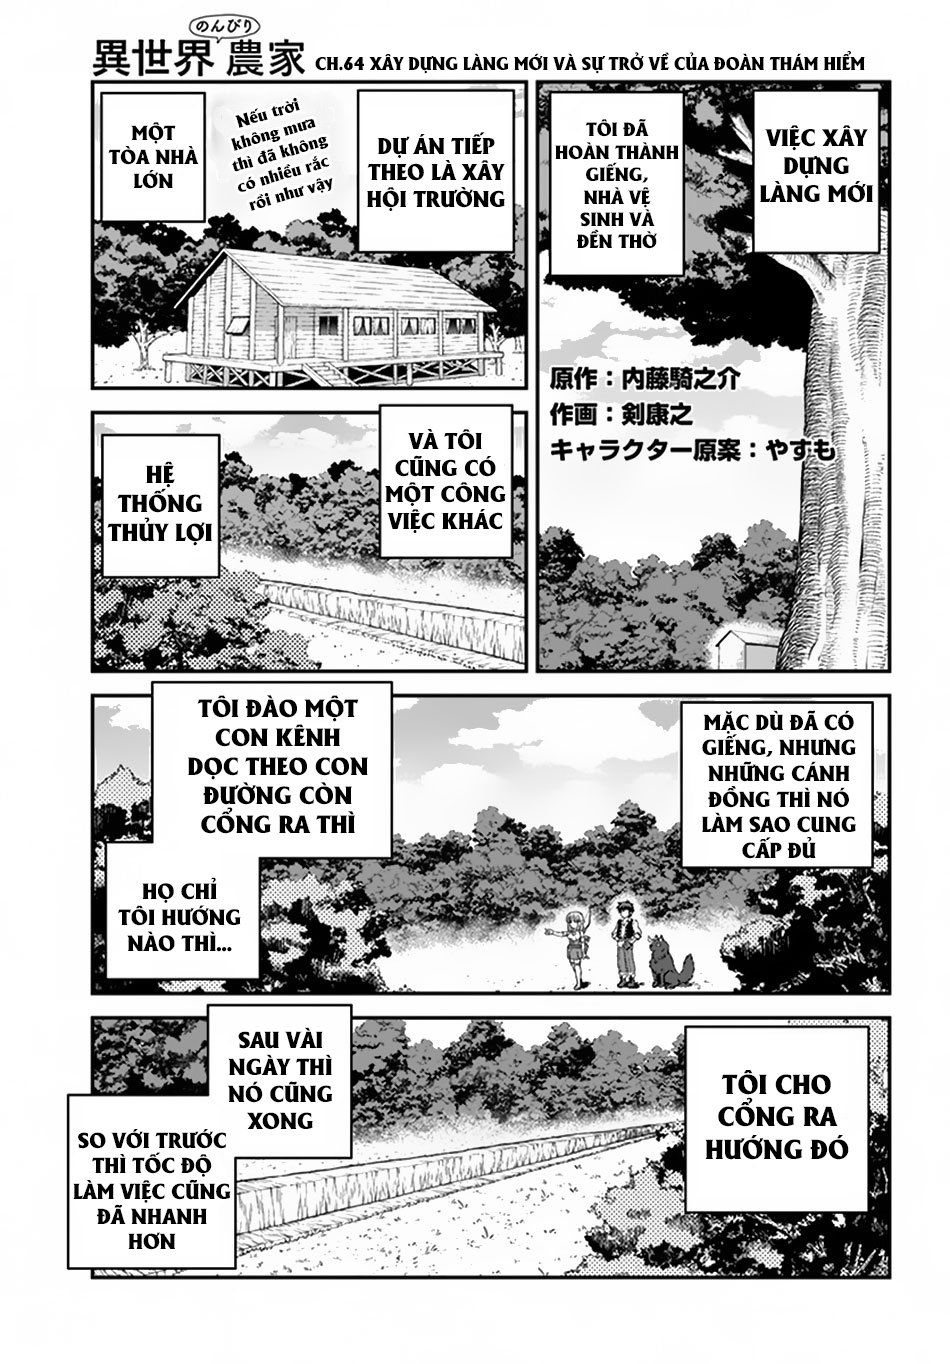 のんびり
異世界農家 CH.64 XÂY DỰNG LÀNG MỚI VÀ SỰ TRỞ VỀ CỦA ĐOÀN THÁM HIỂM
VIỆC XÂY
DỰNG
LÀNG MỚI
TÔI ĐÃ
HOÀN THÀNH
GIẾNG,
NHÀ VỆ
SINH VÀ
ĐỀN THỜ
原作：内藤騎之介
作画：剣康之
キャラクター原案：やすも
DỰ ÁN TIẾP
THEO LÀ XÂY
HỘI TRƯỜNG
Nếu trời
không mưa
thì đã không
có nhiều rắc
rối như vậy
MỘT
TÒA NHÀ
LỚN
VÀ TÔI
CŨNG CÓ
MỘT CÔNG
VIỆC KHÁC
HỆ
THỐNG
THỦY LỢI
MẶC DÙ ĐÃ CÓ
GIẾNG, NHƯNG
NHỮNG CÁNH
ĐỒNG THÌ NÓ
LÀM SAO CUNG
CẤP ĐỦ
TÔI ĐÀO MỘT
CON KÊNH
DỌC THEO CON
ĐƯỜNG CÒN
CỔNG RA THÌ
HỌ CHỈ
TÔI HƯỚNG
NÀO THÌ...
TÔI CHO
CỔNG RA
HƯỚNG ĐÓ
SAU VÀI
NGÀY THÌ
NÓ CŨNG
XONG
SO VỚI TRƯỚC
THÌ TỐC ĐỘ
LÀM VIỆC CŨNG
ĐÃ NHANH
HƠN